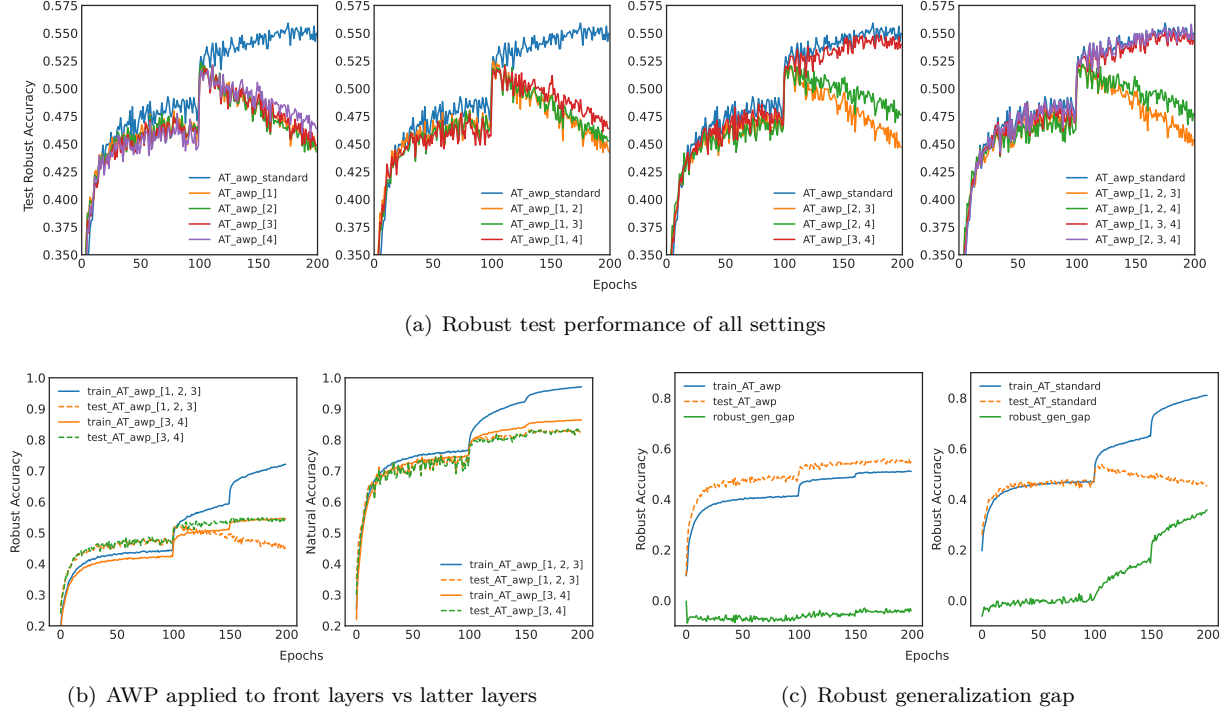 0.575 0.575 0.575 0.575
0.550 0.550 0.550 0.550
0.525 0.525 0.525 0.525
0.500 0.500 0.500 0.500
0.475 0.475 0.475 0.475
0.450 0.450 0.450 0.450
0.425 0.425 0.425 0.425
0.400 0.400 0.400 0.400
0.375 0.375 0.375 0.375
0.350 0.350 0.350 0.350
Test Robust Accuracy
AT_awp_standard
AT_awp_[1]
AT_awp_[2]
AT_awp_[3]
AT_awp_[4]
AT_awp_standard
AT_awp_[1, 2]
AT_awp_[1, 3]
AT_awp_[1, 4]
AT_awp_standard
AT_awp_[2, 3]
AT_awp_[2, 4]
AT_awp_[3, 4]
AT_awp_standard
AT_awp_[1, 2, 3]
AT_awp_[1, 2, 4]
AT_awp_[1, 3, 4]
AT_awp_[2, 3, 4]
0 50 100 150 200 0 50 100 150 200 0 50 100 150 200 0 50 100 150 200
Epochs
(a) Robust test performance of all settings
Robust Accuracy
1.0
0.9
0.8
0.7
0.6
0.5
0.4
0.3
0.2
train_AT_awp_[1, 2, 3]
test_AT_awp_[1, 2, 3]
train_AT_awp_[3, 4]
test_AT_awp_[3, 4]
0 50 100 150 200
Natural Accuracy
1.0
0.9
0.8
0.7
0.6
0.5
0.4
0.3
0.2
train_AT_awp_[1, 2, 3]
test_AT_awp_[1, 2, 3]
train_AT_awp_[3, 4]
test_AT_awp_[3, 4]
0 50 100 150 200
Epochs
(b) AWP applied to front layers vs latter layers
Robust Accuracy
0.8
0.6
0.4
0.2
0.0
train_AT_awp
test_AT_awp
robust_gen_gap
0 50 100 150 200
Robust Accuracy
0.8
0.6
0.4
0.2
0.0
train_AT_standard
test_AT_standard
robust_gen_gap
0 50 100 150 200
Epochs
(c) Robust generalization gap